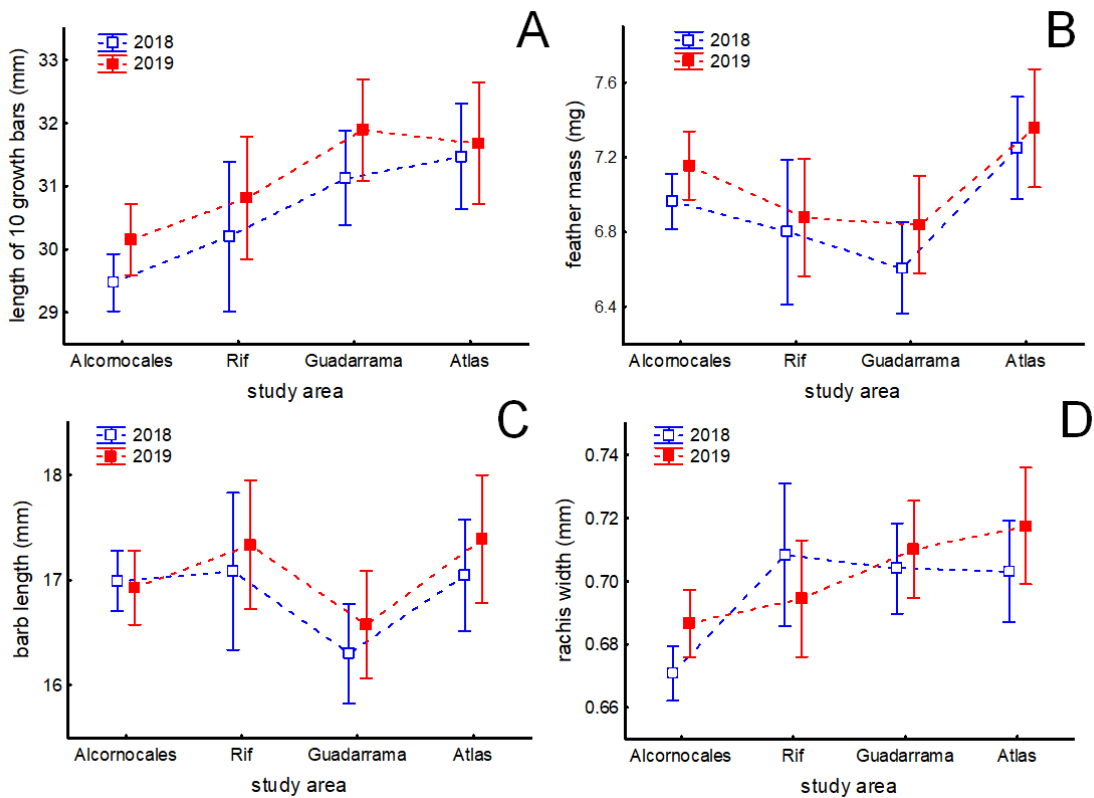 A
2018
2019
length of 10 growth bars (mm)
33
32
31
30
29
Alcornocales Rif Guadarrama Atlas
study area
B
2018
2019
feather mass (mg)
7.6
7.2
6.8
6.4
Alcornocales Rif Guadarrama Atlas
study area
C
2018
2019
barb length (mm)
18
17
16
Alcornocales Rif Guadarrama Atlas
study area
D
2018
2019
rachis width (mm)
0.74
0.72
0.70
0.68
0.66
Alcornocales Rif Guadarrama Atlas
study area